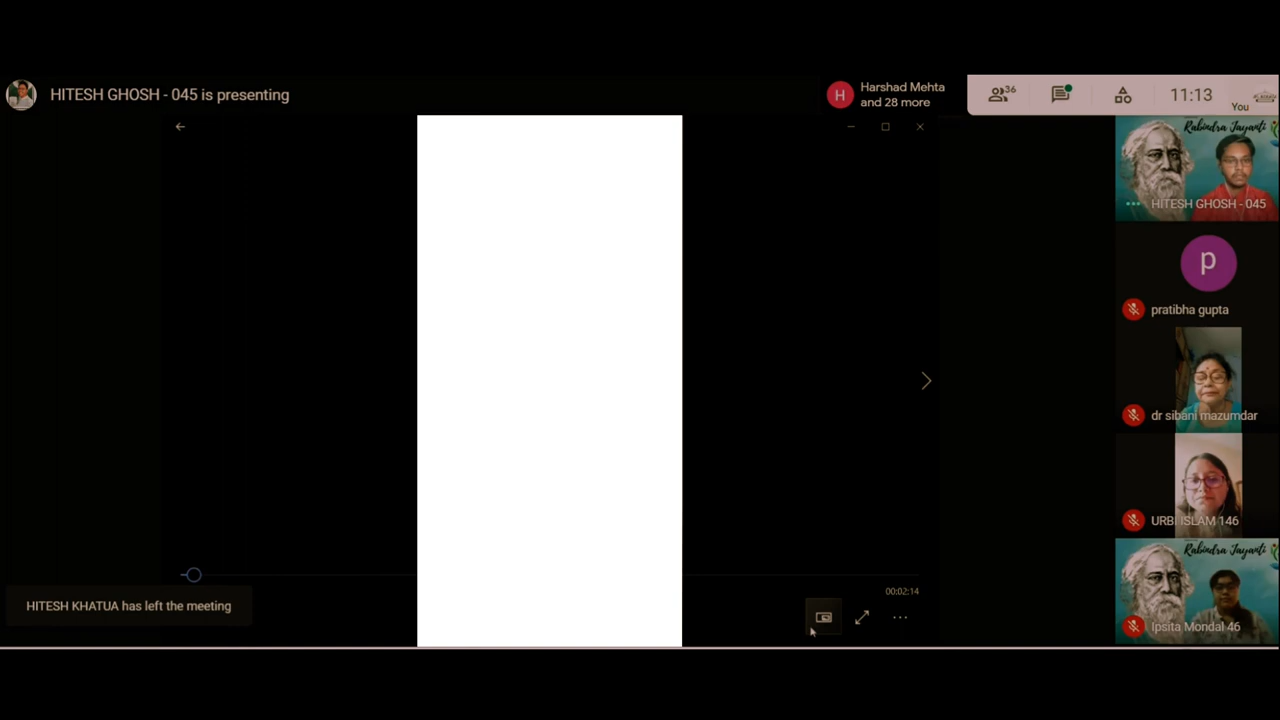 HITESH GHOSH - 045 is presenting
H
Harshad Mehta
and 28 more
36
11:13
You
Rabindra Jayanti
HITESH GHOSH - 045
p
pratibha gupta
dr sibani mazumdar
URBI ISLAM 146
Rabindra Jayanti
Ipsita Mondal 46
00:02:14
HITESH KHATUA has left the meeting